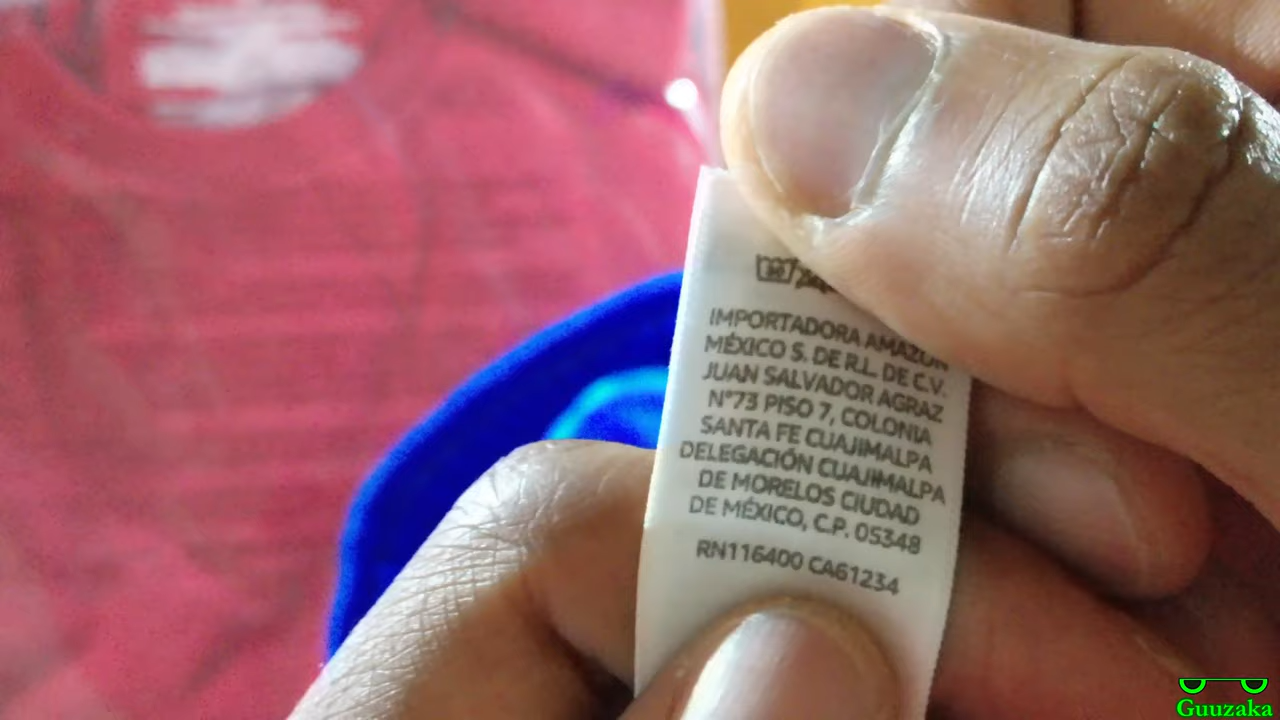 IMPORTADORA AMAZON
MÉXICO S. DE R.L. DE C.V.
JUAN SALVADOR AGRAZ
N°73 PISO 7, COLONIA
SANTA FE CUAJIMALPA
DELEGACIÓN CUAJIMALPA
DE MORELOS CIUDAD
DE MÉXICO, C.P. 05348
RN116400 CA61234
Guuzaka